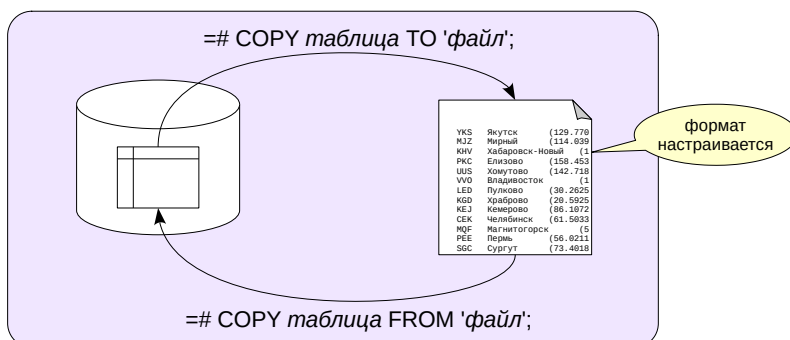 =# COPY таблица TO 'файл';
YKS Якутск (129.770
MJZ Мирный (114.039
KHV Хабаровск-Новый (1
PKC Елизово (158.453
UUS Хомутово (142.718
VVO Владивосток (1
LED Пулково (30.2625
KGD Храброво (20.5925
KEJ Кемерово (86.1072
CEK Челябинск (61.5033
MQF Магнитогорск (5
PEE Пермь (56.0211
SGC Сургут (73.4018
формат
настраивается
=# COPY таблица FROM 'файл';